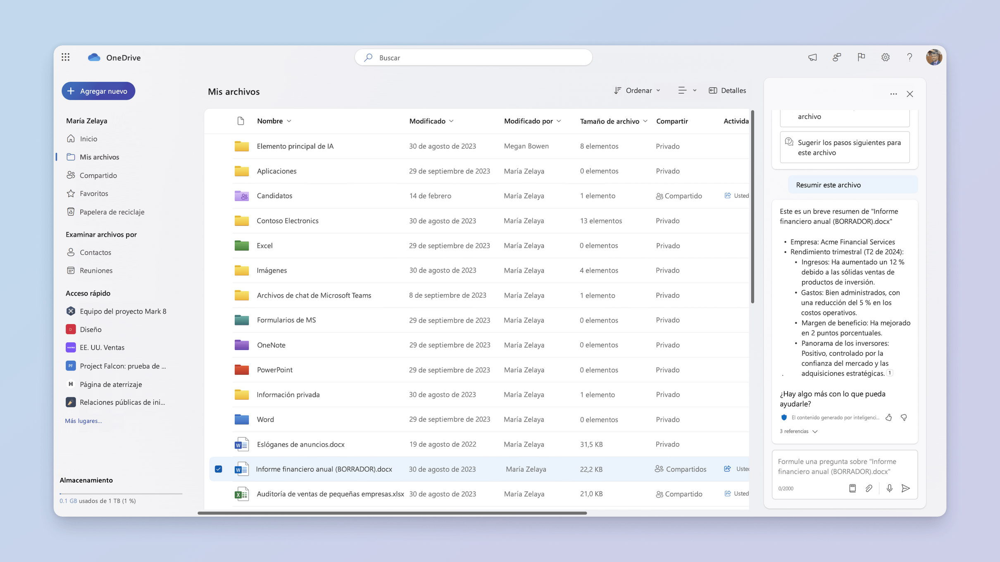 OneDrive
Buscar
Agregar nuevo
María Zelaya
Inicio
Mis archivos
Compartido
Favoritos
Papelera de reciclaje
Examinar archivos por
Contactos
Reuniones
Acceso rápido
Equipo del proyecto Mark 8
D Diseño
EE. UU. Ventas
PF Project Falcon: prueba de ...
H Página de aterrizaje
Relaciones públicas de ini...
Más lugares...
Almacenamiento
0.1 GB usados de 1 TB (1 %)
Mis archivos
Ordenar
Detalles
Nombre Modificado Modificado por Tamaño de archivo Compartir Activida
Elemento principal de IA 30 de agosto de 2023 Megan Bowen 8 elementos Privado
Aplicaciones 29 de septiembre de 2023 María Zelaya 0 elementos Privado
Candidatos 14 de febrero María Zelaya 1 elemento Compartido Usted
Contoso Electronics 30 de agosto de 2023 María Zelaya 13 elementos Privado
Excel 29 de septiembre de 2023 María Zelaya 0 elementos Privado
Imágenes 30 de agosto de 2023 María Zelaya 4 elementos Privado
Archivos de chat de Microsoft Teams 8 de septiembre de 2023 María Zelaya 1 elemento Privado
Formularios de MS 29 de septiembre de 2023 María Zelaya 0 elementos Privado
OneNote 29 de septiembre de 2023 María Zelaya 0 elementos Privado
PowerPoint 29 de septiembre de 2023 María Zelaya 0 elementos Privado
Información privada 30 de agosto de 2023 María Zelaya 1 elemento Privado
Word 29 de septiembre de 2023 María Zelaya 0 elementos Privado
Eslóganes de anuncios.docx 19 de agosto de 2022 María Zelaya 31,5 KB Privado
Informe financiero anual (BORRADOR).docx 30 de agosto de 2023 María Zelaya 22,2 KB Compartidos Usted
Auditoría de ventas de pequeñas empresas.xlsx 30 de agosto de 2023 María Zelaya 21,0 KB Compartido Usted
archivo
Sugerir los pasos siguientes para
este archivo
Resumir este archivo
Este es un breve resumen de "Informe
financiero anual (BORRADOR).docx"
• Empresa: Acme Financial Services
• Rendimiento trimestral (T2 de 2024):
• Ingresos: Ha aumentado un 12 %
debido a las sólidas ventas de
productos de inversión.
• Gastos: Bien administrados, con
una reducción del 5 % en los
costos operativos.
• Margen de beneficio: Ha mejorado
en 2 puntos porcentuales.
• Panorama de los inversores:
Positivo, controlado por la
confianza del mercado y las
. adquisiciones estratégicas. 1
¿Hay algo más con lo que pueda
ayudarle?
El contenido generado por inteligenci...
3 referencias
Formule una pregunta sobre "Informe
financiero anual (BORRADOR).docx"
0/2000